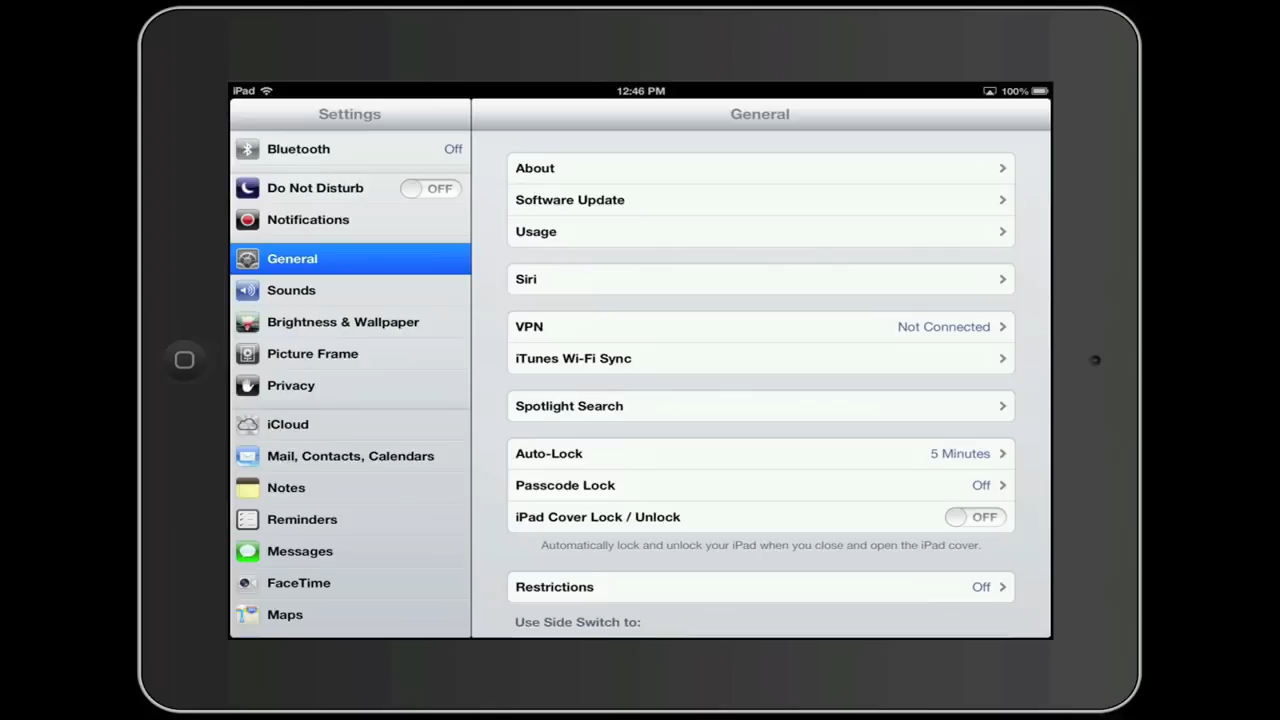 iPad 12:46 PM 100%
Settings
Bluetooth Off
Do Not Disturb OFF
Notifications
General
Sounds
Brightness & Wallpaper
Picture Frame
Privacy
iCloud
Mail, Contacts, Calendars
Notes
Reminders
Messages
FaceTime
Maps
General
About
Software Update
Usage
Siri
VPN Not Connected
iTunes Wi-Fi Sync
Spotlight Search
Auto-Lock 5 Minutes
Passcode Lock Off
iPad Cover Lock / Unlock OFF
Automatically lock and unlock your iPad when you close and open the iPad cover.
Restrictions Off
Use Side Switch to: